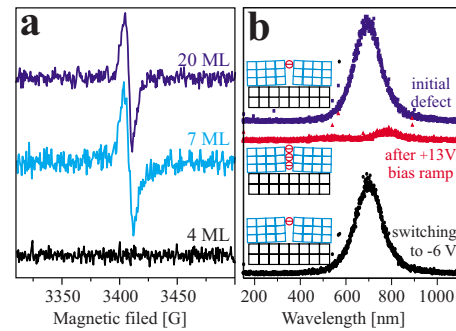 a
20 ML
7 ML
4 ML
3350 3400 3450
Magnetic filed [G]
b
initial
defect
after +13V
bias ramp
switching
to -6 V
200 400 600 800 1000
Wavelength [nm]